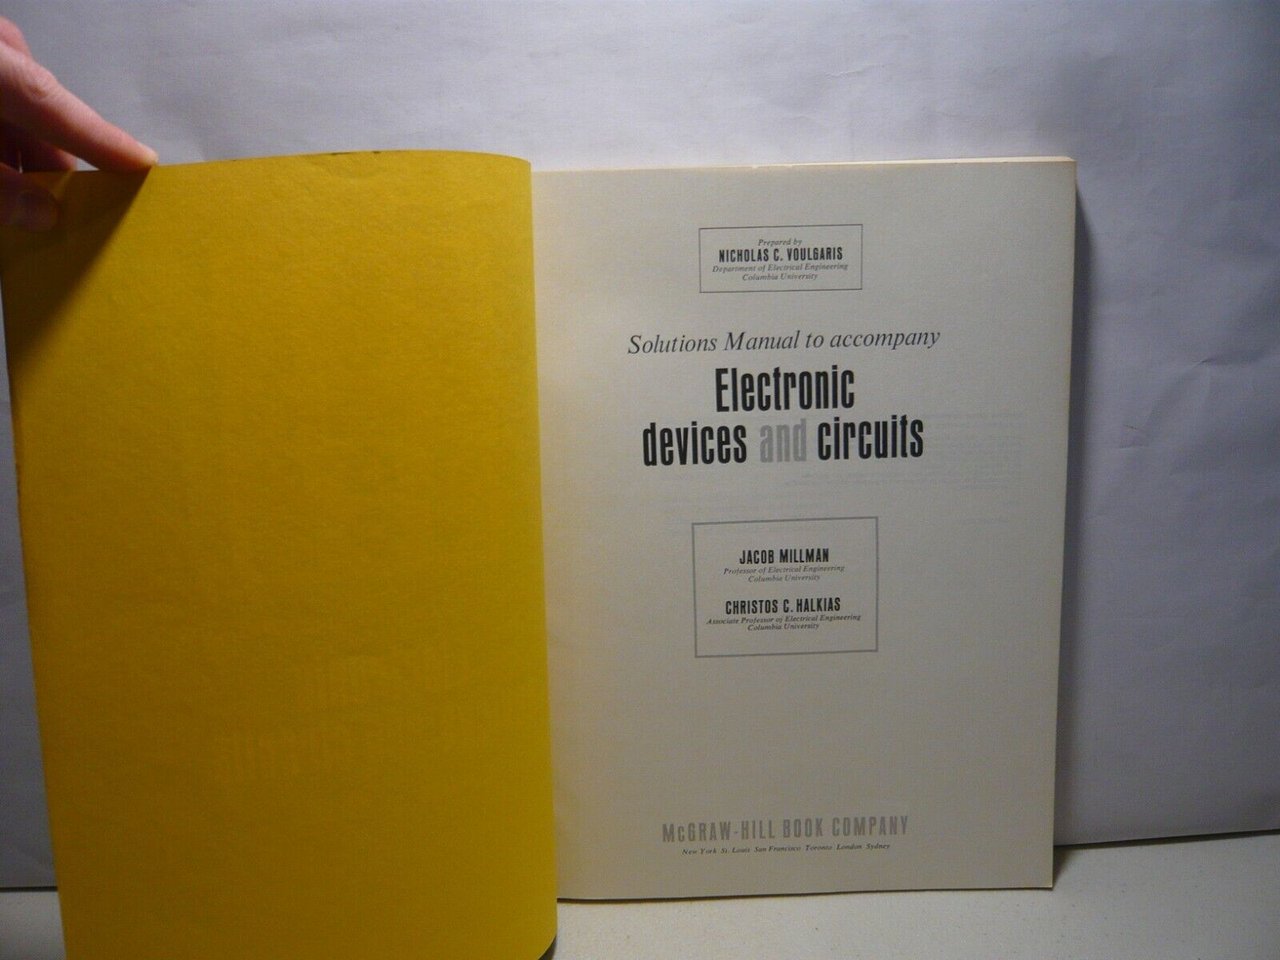 Prepared by
NICHOLAS C. VOULGARIS
Department of Electrical Engineering
Columbia University
Solutions Manual to accompany
Electronic
devices and circuits
JACOB MILLMAN
Professor of Electrical Engineering
Columbia University
CHRISTOS C. HALKIAS
Associate Professor of Electrical Engineering
Columbia University
McGRAW-HILL BOOK COMPANY
New York St. Louis San Francisco Toronto London Sydney